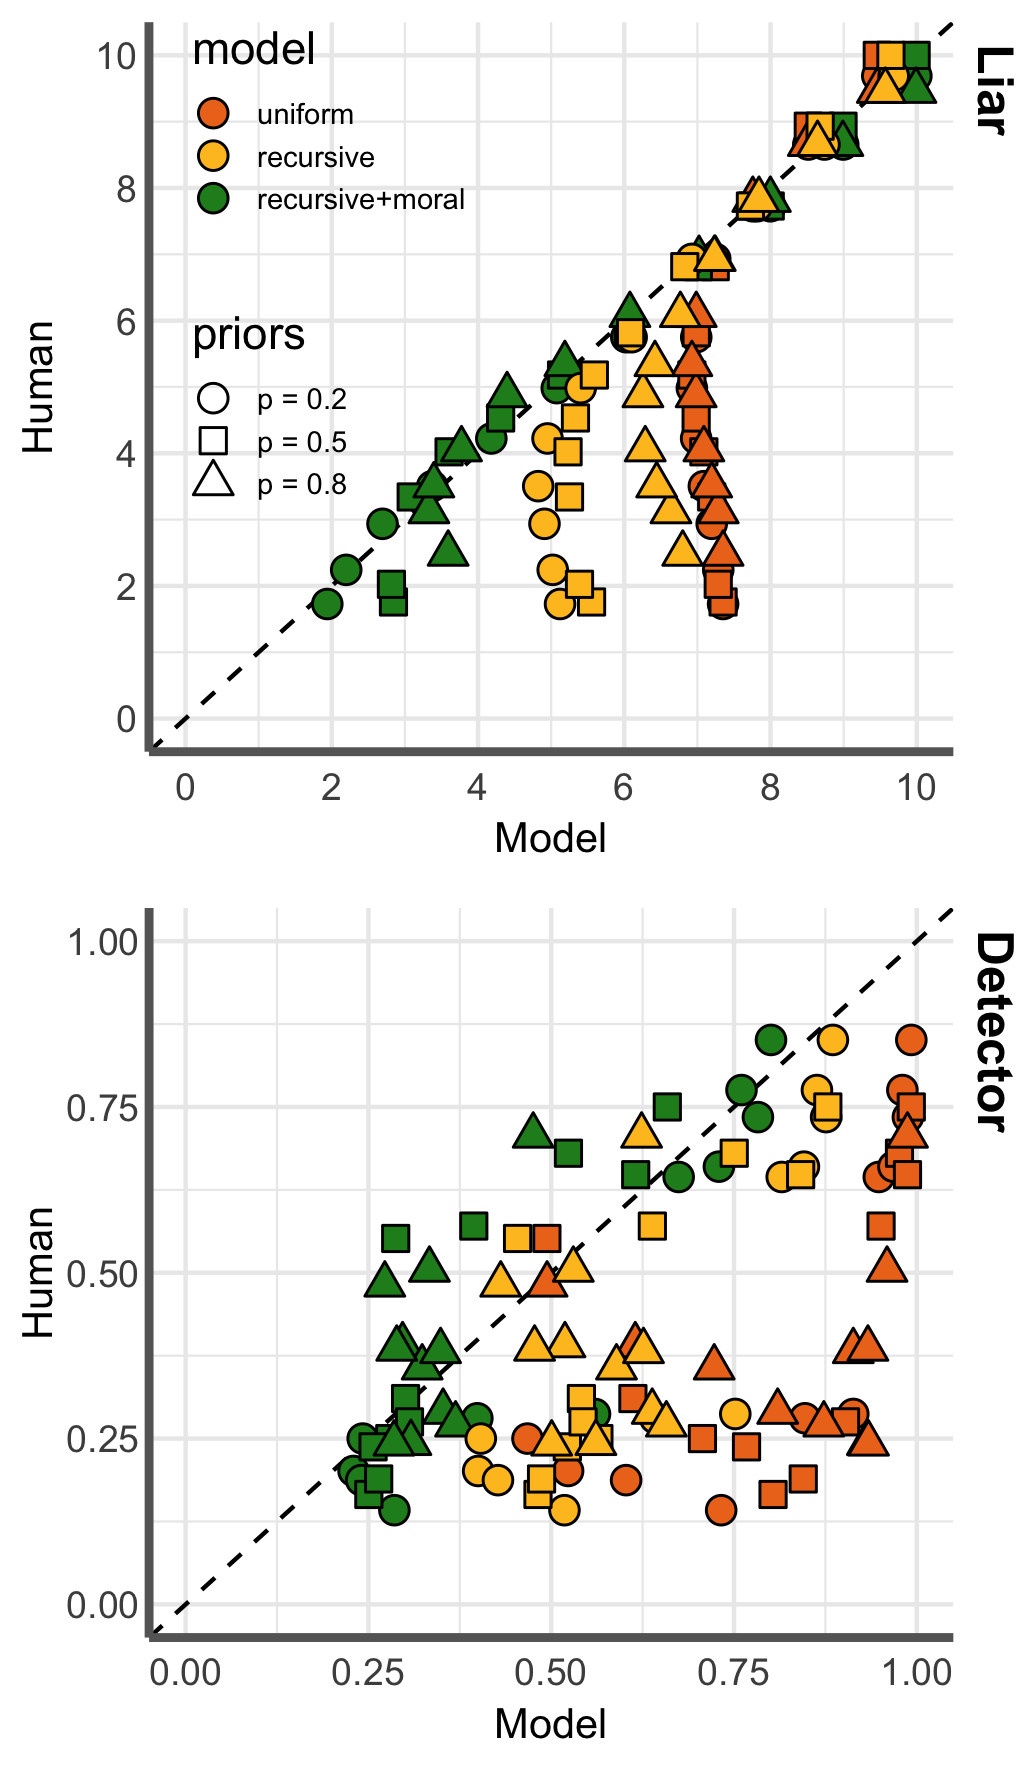 Liar
model
uniform
recursive
recursive+moral
priors
p = 0.2
p = 0.5
p = 0.8
Human
10
8
6
4
2
0
0 2 4 6 8 10
Model
Detector
Human
1.00
0.75
0.50
0.25
0.00
0.00 0.25 0.50 0.75 1.00
Model